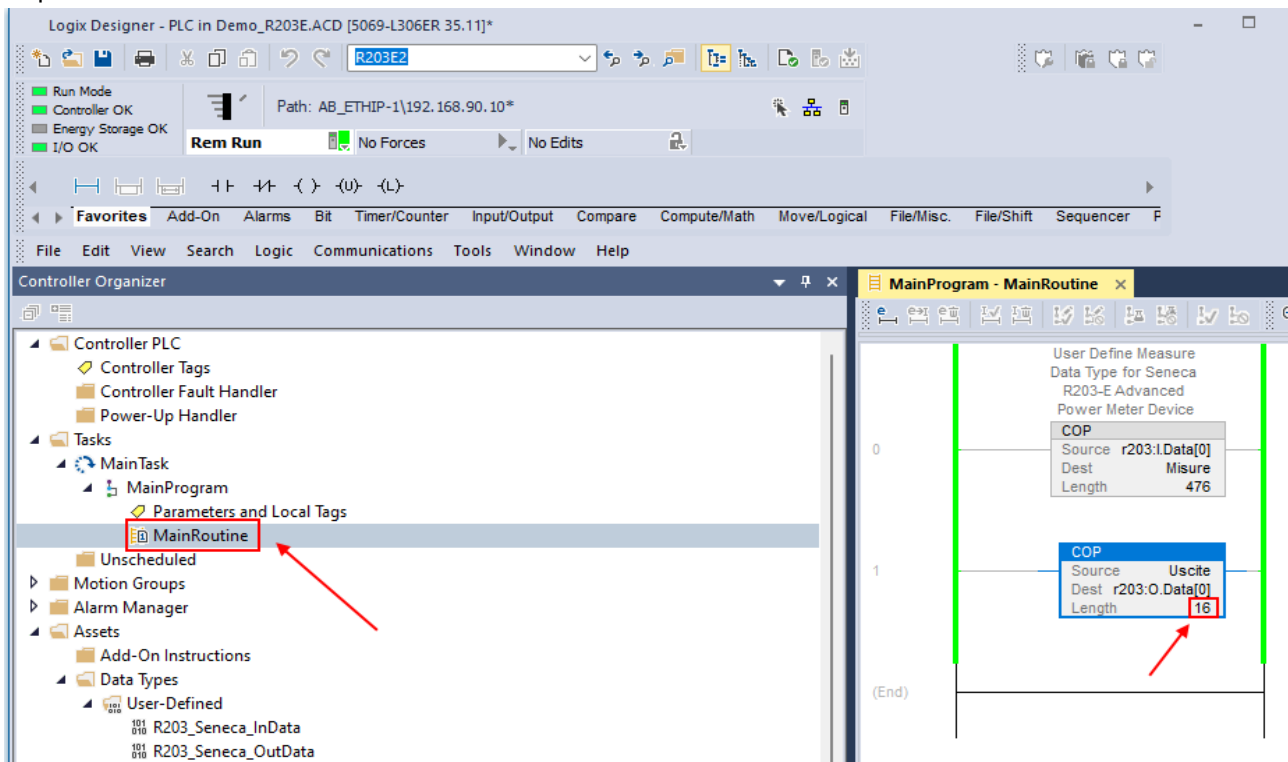 Logix Designer - PLC in Demo_R203E.ACD [5069-L306ER 35.11]*
R203E2
Run Mode
Controller OK
Energy Storage OK
I/O OK
Path: AB_ETHIP-1\192.168.90.10*
Rem Run No Forces No Edits
Favorites Add-On Alarms Bit Timer/Counter Input/Output Compare Compute/Math Move/Logical File/Misc. File/Shift Sequencer
File Edit View Search Logic Communications Tools Window Help
Controller Organizer
Controller PLC
Controller Tags
Controller Fault Handler
Power-Up Handler
Tasks
MainTask
MainProgram
Parameters and Local Tags
MainRoutine
Unscheduled
Motion Groups
Alarm Manager
Assets
Add-On Instructions
Data Types
User-Defined
R203_Seneca_InData
R203_Seneca_OutData
MainProgram - MainRoutine
User Define Measure
Data Type for Seneca
R203-E Advanced
Power Meter Device
0
COP
Source r203:I.Data[0]
Dest Misure
Length 476
1
COP
Source Uscite
Dest r203:O.Data[0]
Length 16
(End)